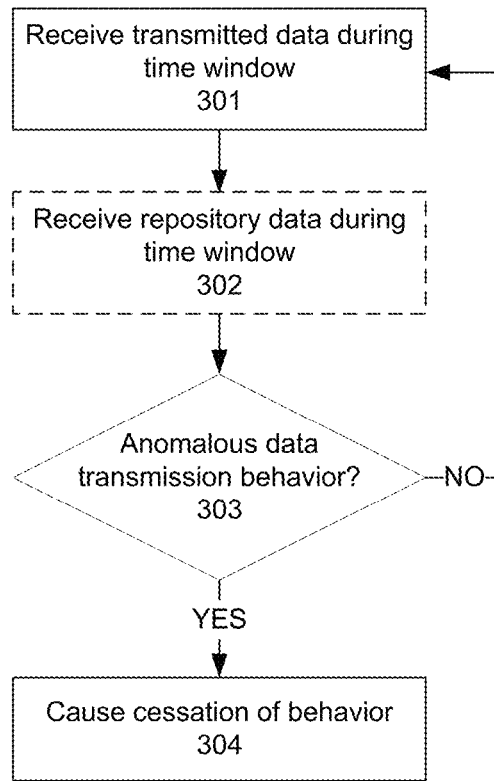 Receive transmitted data during
time window
301
Receive repository data during
time window
302
Anomalous data
transmission behavior?
303
NO
YES
Cause cessation of behavior
304